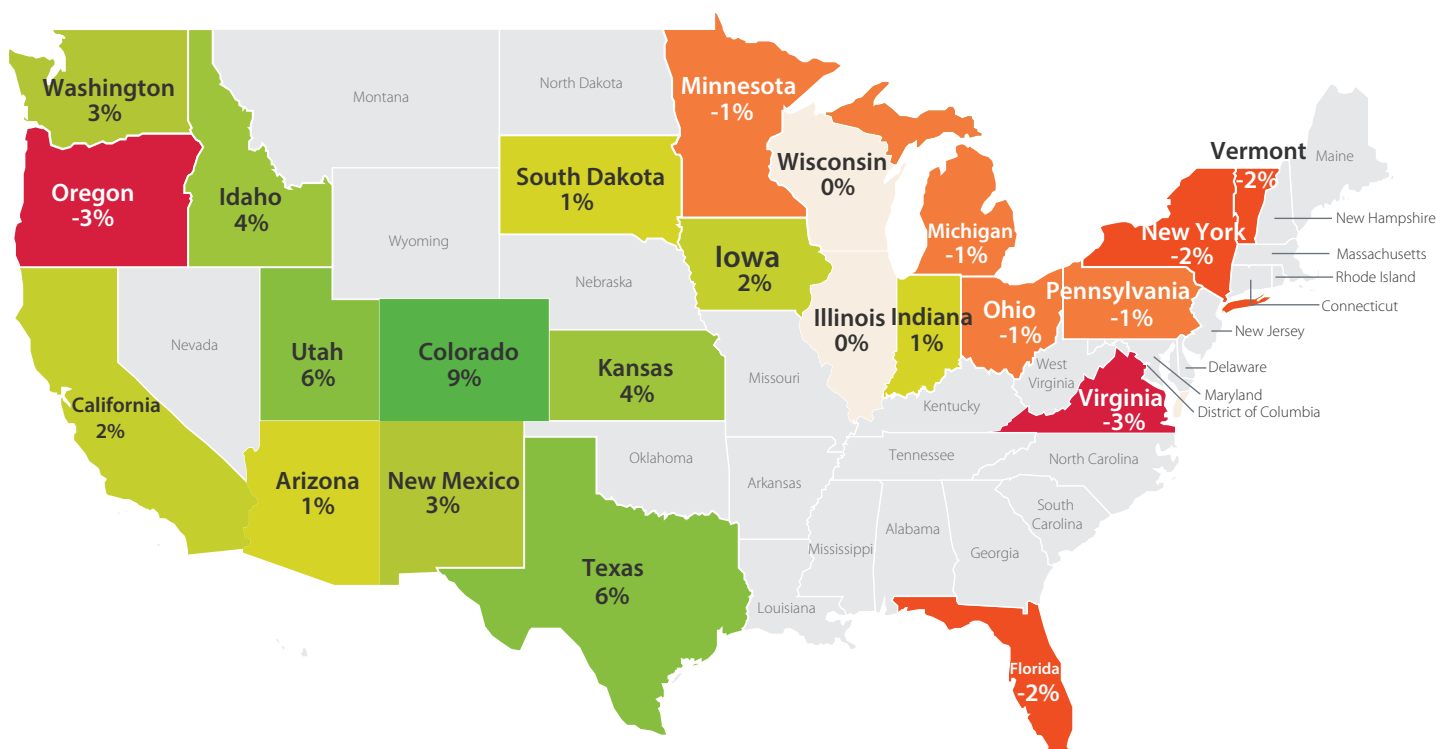 Washington
3%
Montana
North Dakota
Minnesota
-1%
Oregon
-3%
Idaho
4%
South Dakota
1%
Wisconsin
0%
Vermont
-2%
Maine
Wyoming
Michigan
-1%
New York
-2%
New Hampshire
Massachusetts
Rhode Island
Connecticut
Nebraska
Iowa
2%
Pennsylvania
-1%
New Jersey
Nevada
Utah
6%
Colorado
9%
Kansas
4%
Missouri
Illinois
0%
Indiana
1%
Ohio
-1%
West
Virginia
Delaware
Maryland
District of Columbia
California
2%
Kentucky
Virginia
-3%
Arizona
1%
New Mexico
3%
Oklahoma
Arkansas
Tennessee
North Carolina
South
Carolina
Texas
6%
Louisiana
Mississippi
Alabama
Georgia
Florida
-2%